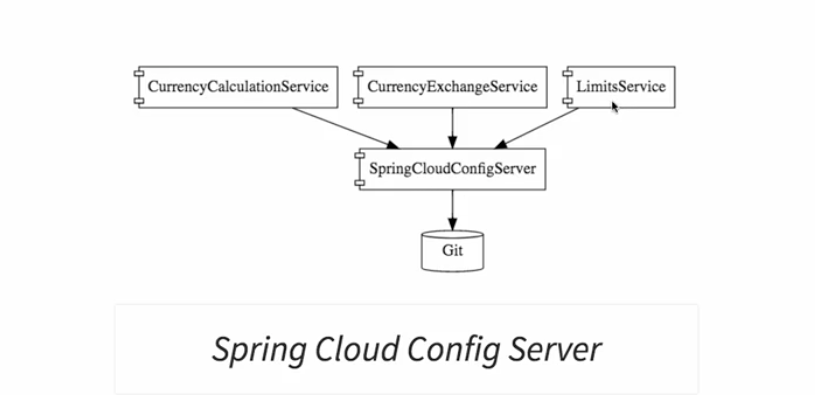 CurrencyCalculationService
CurrencyExchangeService
LimitsService
SpringCloudConfigServer
Git
Spring Cloud Config Server